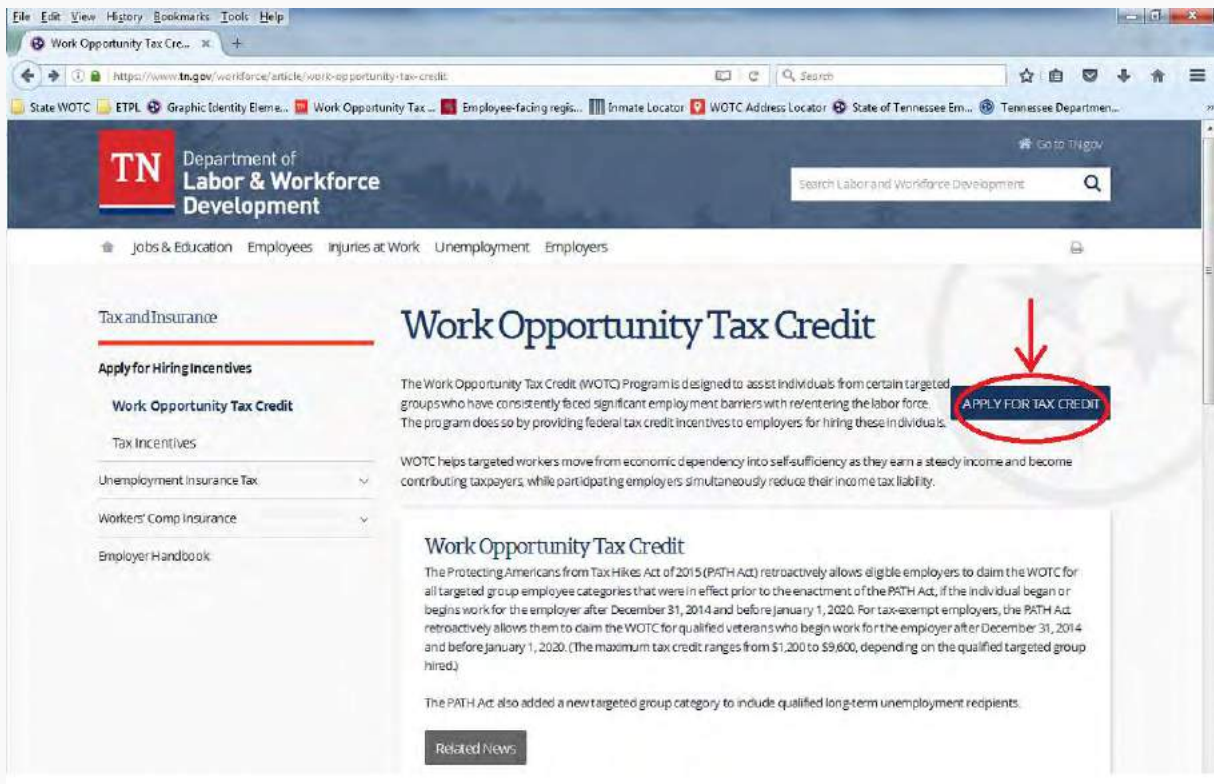 File Edit View History Bookmarks Tools Help
Work Opportunity Tax Cre... × +
https://www.tn.gov/workforce/article/work-opportunity-tax-credit
Search
State WOTC ETPL Graphic Identity Eleme... Work Opportunity Tax ... Employee-facing regis... Inmate Locator WOTC Address Locator State of Tennessee Em... Tennessee Departmen...
Go to TN.gov
TN
Department of
Labor & Workforce
Development
Search Labor and Workforce Development
Jobs & Education Employees Injuries at Work Unemployment Employers
Tax and Insurance
Apply for Hiring Incentives
Work Opportunity Tax Credit
Tax Incentives
Unemployment Insurance Tax
Workers' Comp Insurance
Employer Handbook
Work Opportunity Tax Credit
The Work Opportunity Tax Credit (WOTC) Program is designed to assist individuals from certain targeted
groups who have consistently faced significant employment barriers with re/entering the labor force.
The program does so by providing federal tax credit incentives to employers for hiring these individuals.
APPLY FOR TAX CREDIT
WOTC helps targeted workers move from economic dependency into self-sufficiency as they earn a steady income and become
contributing taxpayers, while participating employers simultaneously reduce their income tax liability.
Work Opportunity Tax Credit
The Protecting Americans from Tax Hikes Act of 2015 (PATH Act) retroactively allows eligible employers to claim the WOTC for
all targeted group employee categories that were in effect prior to the enactment of the PATH Act, if the individual began or
begins work for the employer after December 31, 2014 and before January 1, 2020. For tax-exempt employers, the PATH Act
retroactively allows them to claim the WOTC for qualified veterans who begin work for the employer after December 31, 2014
and before January 1, 2020. (The maximum tax credit ranges from $1,200 to $9,600, depending on the qualified targeted group
hired.)
The PATH Act also added a new targeted group category to include qualified long-term unemployment recipients.
Related News